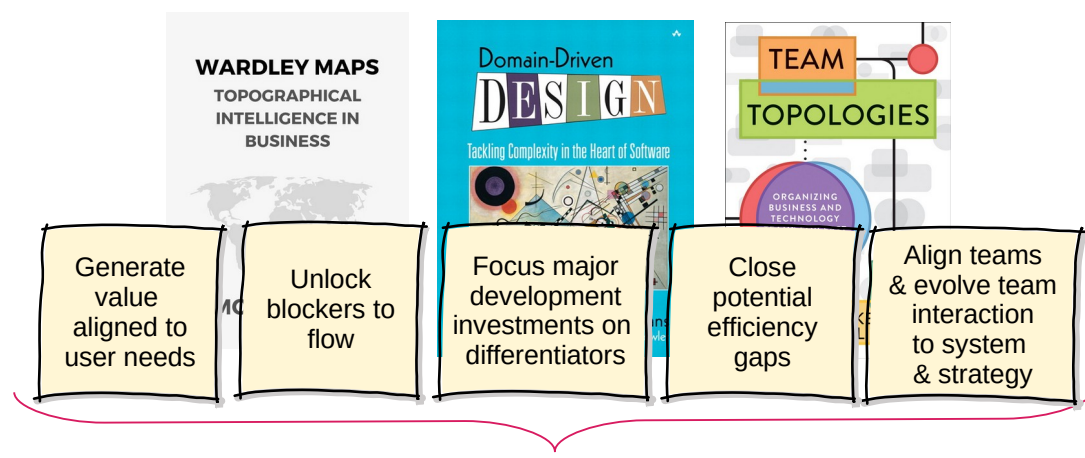 WARDLEY MAPS
TOPOGRAPHICAL
INTELLIGENCE IN
BUSINESS
Domain-Driven
DESIGN
Tackling Complexity in the Heart of Software
TEAM
TOPOLOGIES
ORGANIZING
BUSINESS AND
TECHNOLOGY
Generate
value
aligned to
user needs
Unlock
blockers to
flow
Focus major
development
investments on
differentiators
Close
potential
efficiency
gaps
Align teams
& evolve team
interaction
to system
& strategy